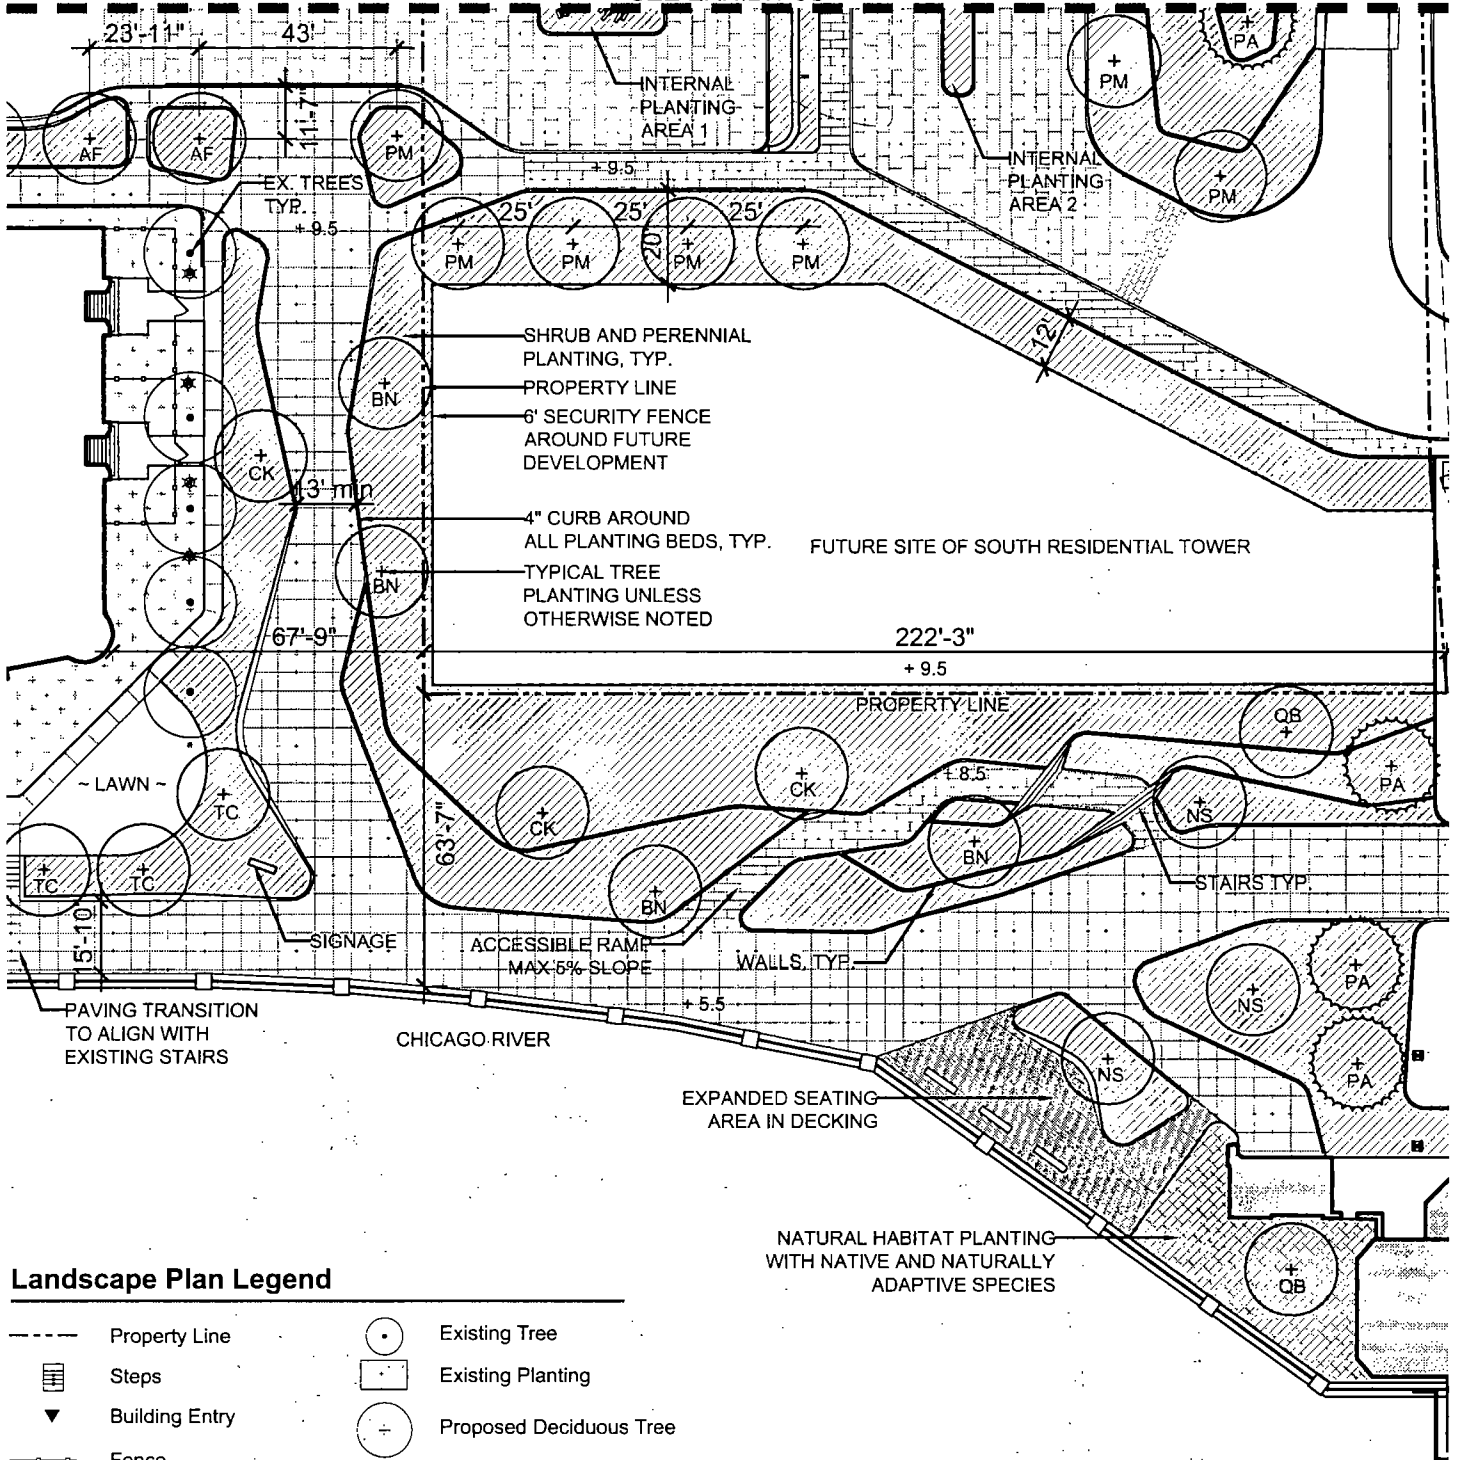 23'-11"
43'
11'-7"
INTERNAL
PLANTING
AREA 1
PA
PM
AF
AF
PM
+ 9.5
INTERNAL
PLANTING
AREA 2
PM
EX. TREES
TYP.
+ 9.5
25'
25'
25'
20'
PM
PM
PM
PM
12'
SHRUB AND PERENNIAL
PLANTING, TYP.
PROPERTY LINE
6' SECURITY FENCE
AROUND FUTURE
DEVELOPMENT
BN
CK
13' min
4" CURB AROUND
ALL PLANTING BEDS, TYP.
FUTURE SITE OF SOUTH RESIDENTIAL TOWER
TYPICAL TREE
PLANTING UNLESS
OTHERWISE NOTED
BN
67'-9"
222'-3"
+ 9.5
PROPERTY LINE
QB
~ LAWN ~
TC
CK
CK
+ 8.5
PA
NS
63'-7"
BN
TC
TC
BN
STAIRS TYP.
15'-10"
SIGNAGE
ACCESSIBLE RAMP
MAX 5% SLOPE
WALLS, TYP.
PA
NS
+ 5.5
PAVING TRANSITION
TO ALIGN WITH
EXISTING STAIRS
CHICAGO RIVER
NS
PA
EXPANDED SEATING
AREA IN DECKING
NATURAL HABITAT PLANTING
WITH NATIVE AND NATURALLY
ADAPTIVE SPECIES
QB
Landscape Plan Legend
Property Line
Existing Tree
Steps
Existing Planting
Building Entry
Proposed Deciduous Tree